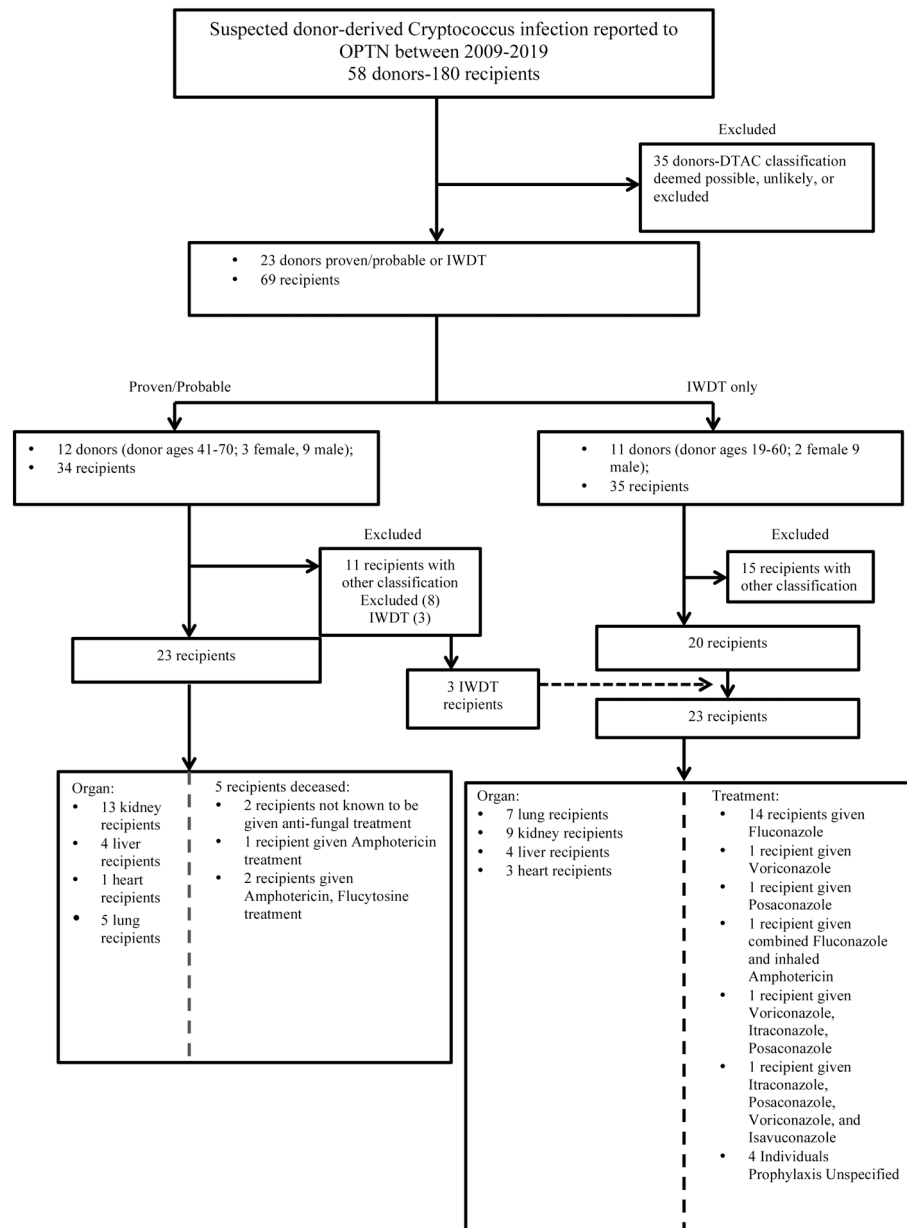 Suspected donor-derived Cryptococcus infection reported to
OPTN between 2009-2019
58 donors-180 recipients
Excluded
35 donors-DTAC classification
deemed possible, unlikely, or
excluded
• 23 donors proven/probable or IWDT
• 69 recipients
Proven/Probable
IWDT only
• 12 donors (donor ages 41-70; 3 female, 9 male);
• 34 recipients
• 11 donors (donor ages 19-60; 2 female 9
male);
• 35 recipients
Excluded
11 recipients with
other classification
Excluded (8)
IWDT (3)
Excluded
15 recipients with
other classification
23 recipients
20 recipients
3 IWDT
recipients
23 recipients
Organ:
• 13 kidney
recipients
• 4 liver
recipients
• 1 heart
recipients
• 5 lung
recipients
5 recipients deceased:
• 2 recipients not known to be
given anti-fungal treatment
• 1 recipient given Amphotericin
treatment
• 2 recipients given
Amphotericin, Flucytosine
treatment
Organ:
• 7 lung recipients
• 9 kidney recipients
• 4 liver recipients
• 3 heart recipients
Treatment:
• 14 recipients given
Fluconazole
• 1 recipient given
Voriconazole
• 1 recipient given
Posaconazole
• 1 recipient given
combined Fluconazole
and inhaled
Amphotericin
• 1 recipient given
Voriconazole,
Itraconazole,
Posaconazole
• 1 recipient given
Itraconazole,
Posaconazole,
Voriconazole, and
Isavuconazole
• 4 Individuals
Prophylaxis Unspecified